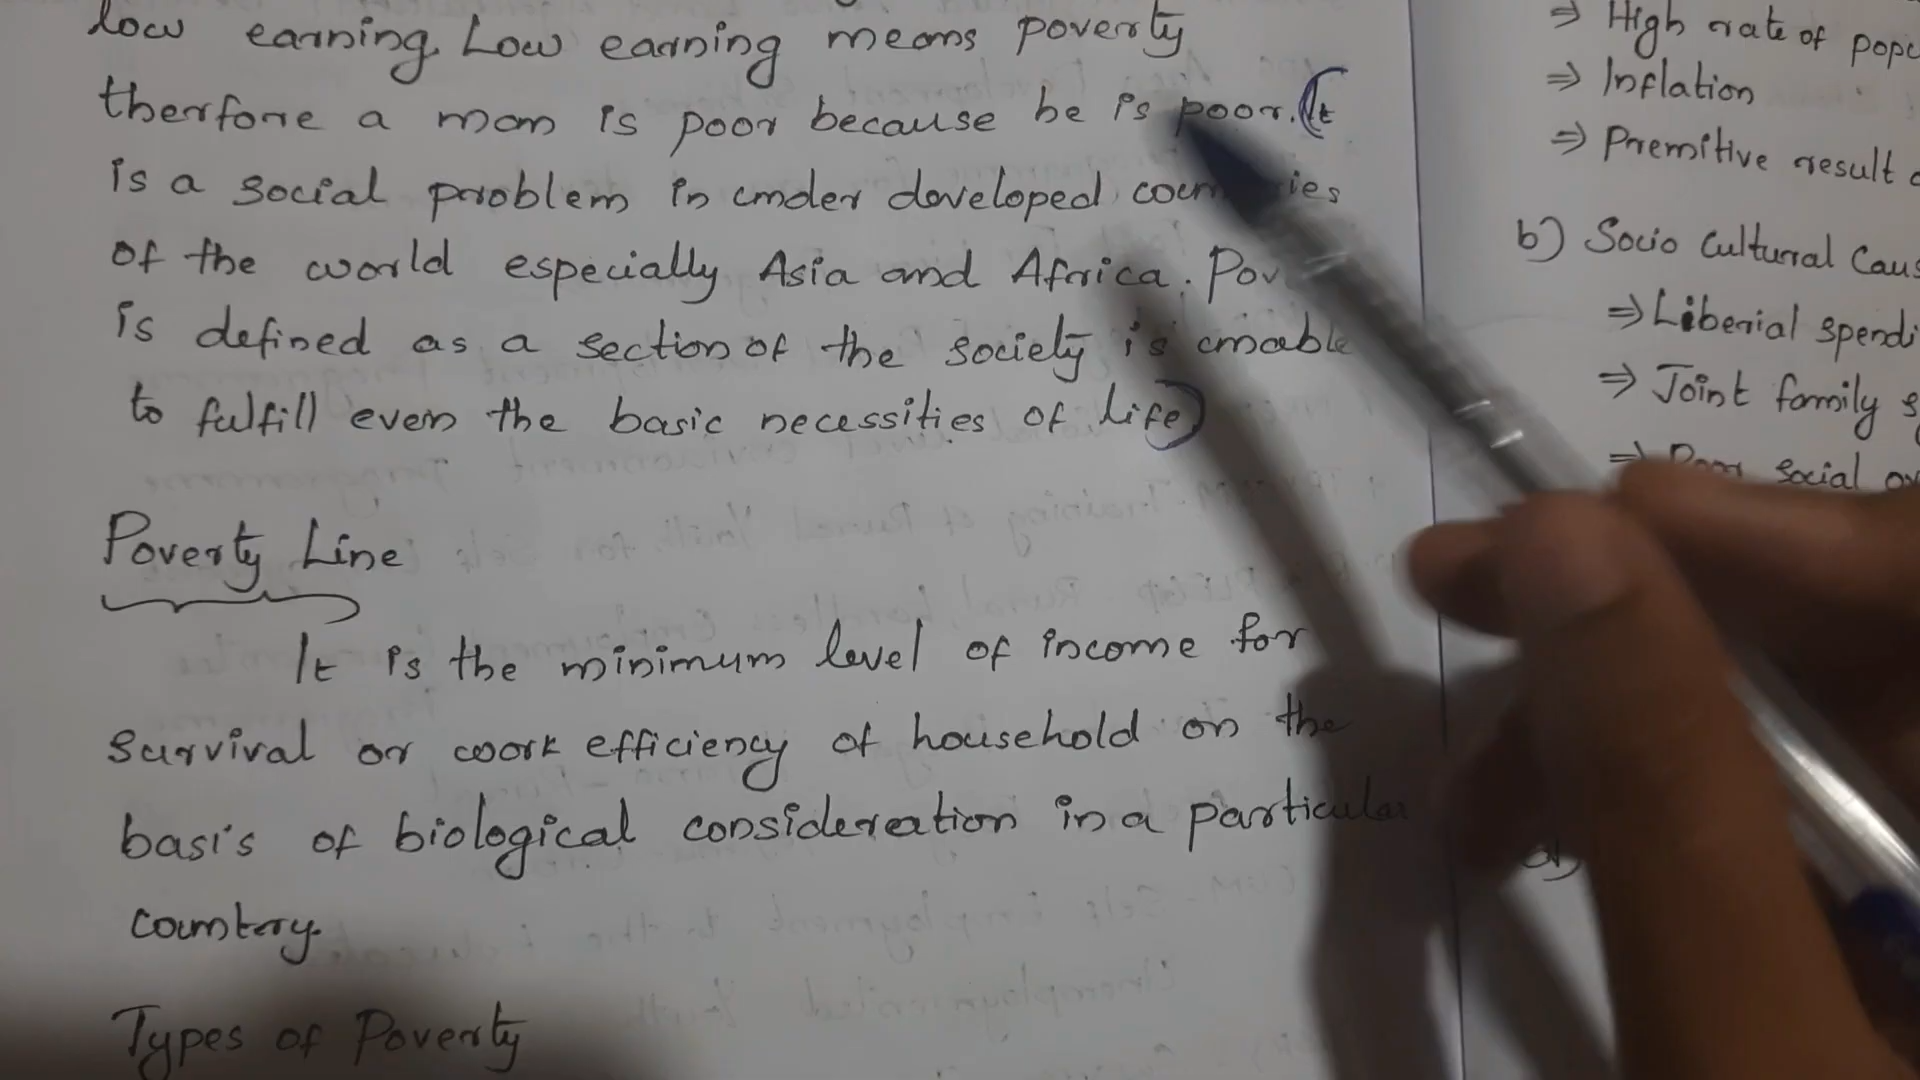 low earning. Low earning means poverty
therfore a man is poor because he is poor. (It
is a social problem in under developed countries
of the world especially Asia and Africa. Pov
is defined as a section of the society is unable
to fulfill even the basic necessities of life)
Poverty Line
It is the minimum level of income for
survival or work efficiency of household on the
basis of biological consideration in a particular
country.
Types of Poverty
⇒ High rate of popu
⇒ Inflation
⇒ Premitive result
b) Socio Cultural Caus
⇒ Liberial spendi
⇒ Joint family s
⇒ Poor social